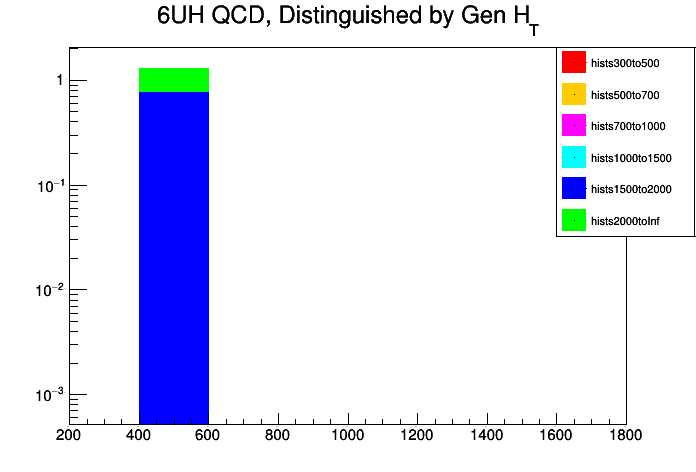 6UH QCD, Distinguished by Gen H_T
hists300to500
hists500to700
hists700to1000
hists1000to1500
hists1500to2000
hists2000toInf
1
10⁻¹
10⁻²
10⁻³
200 400 600 800 1000 1200 1400 1600 1800